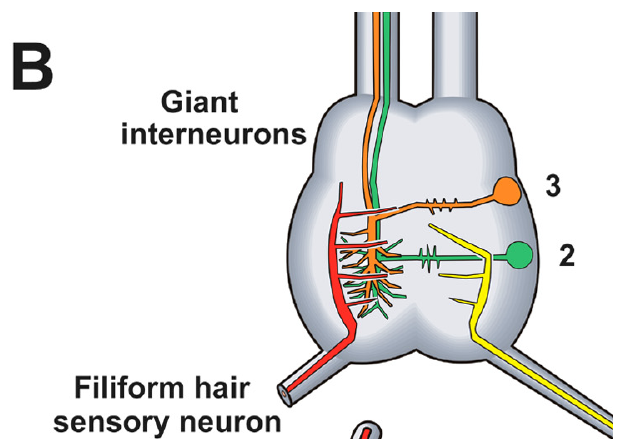 B
Giant
interneurons
3
2
Filiform hair
sensory neuron